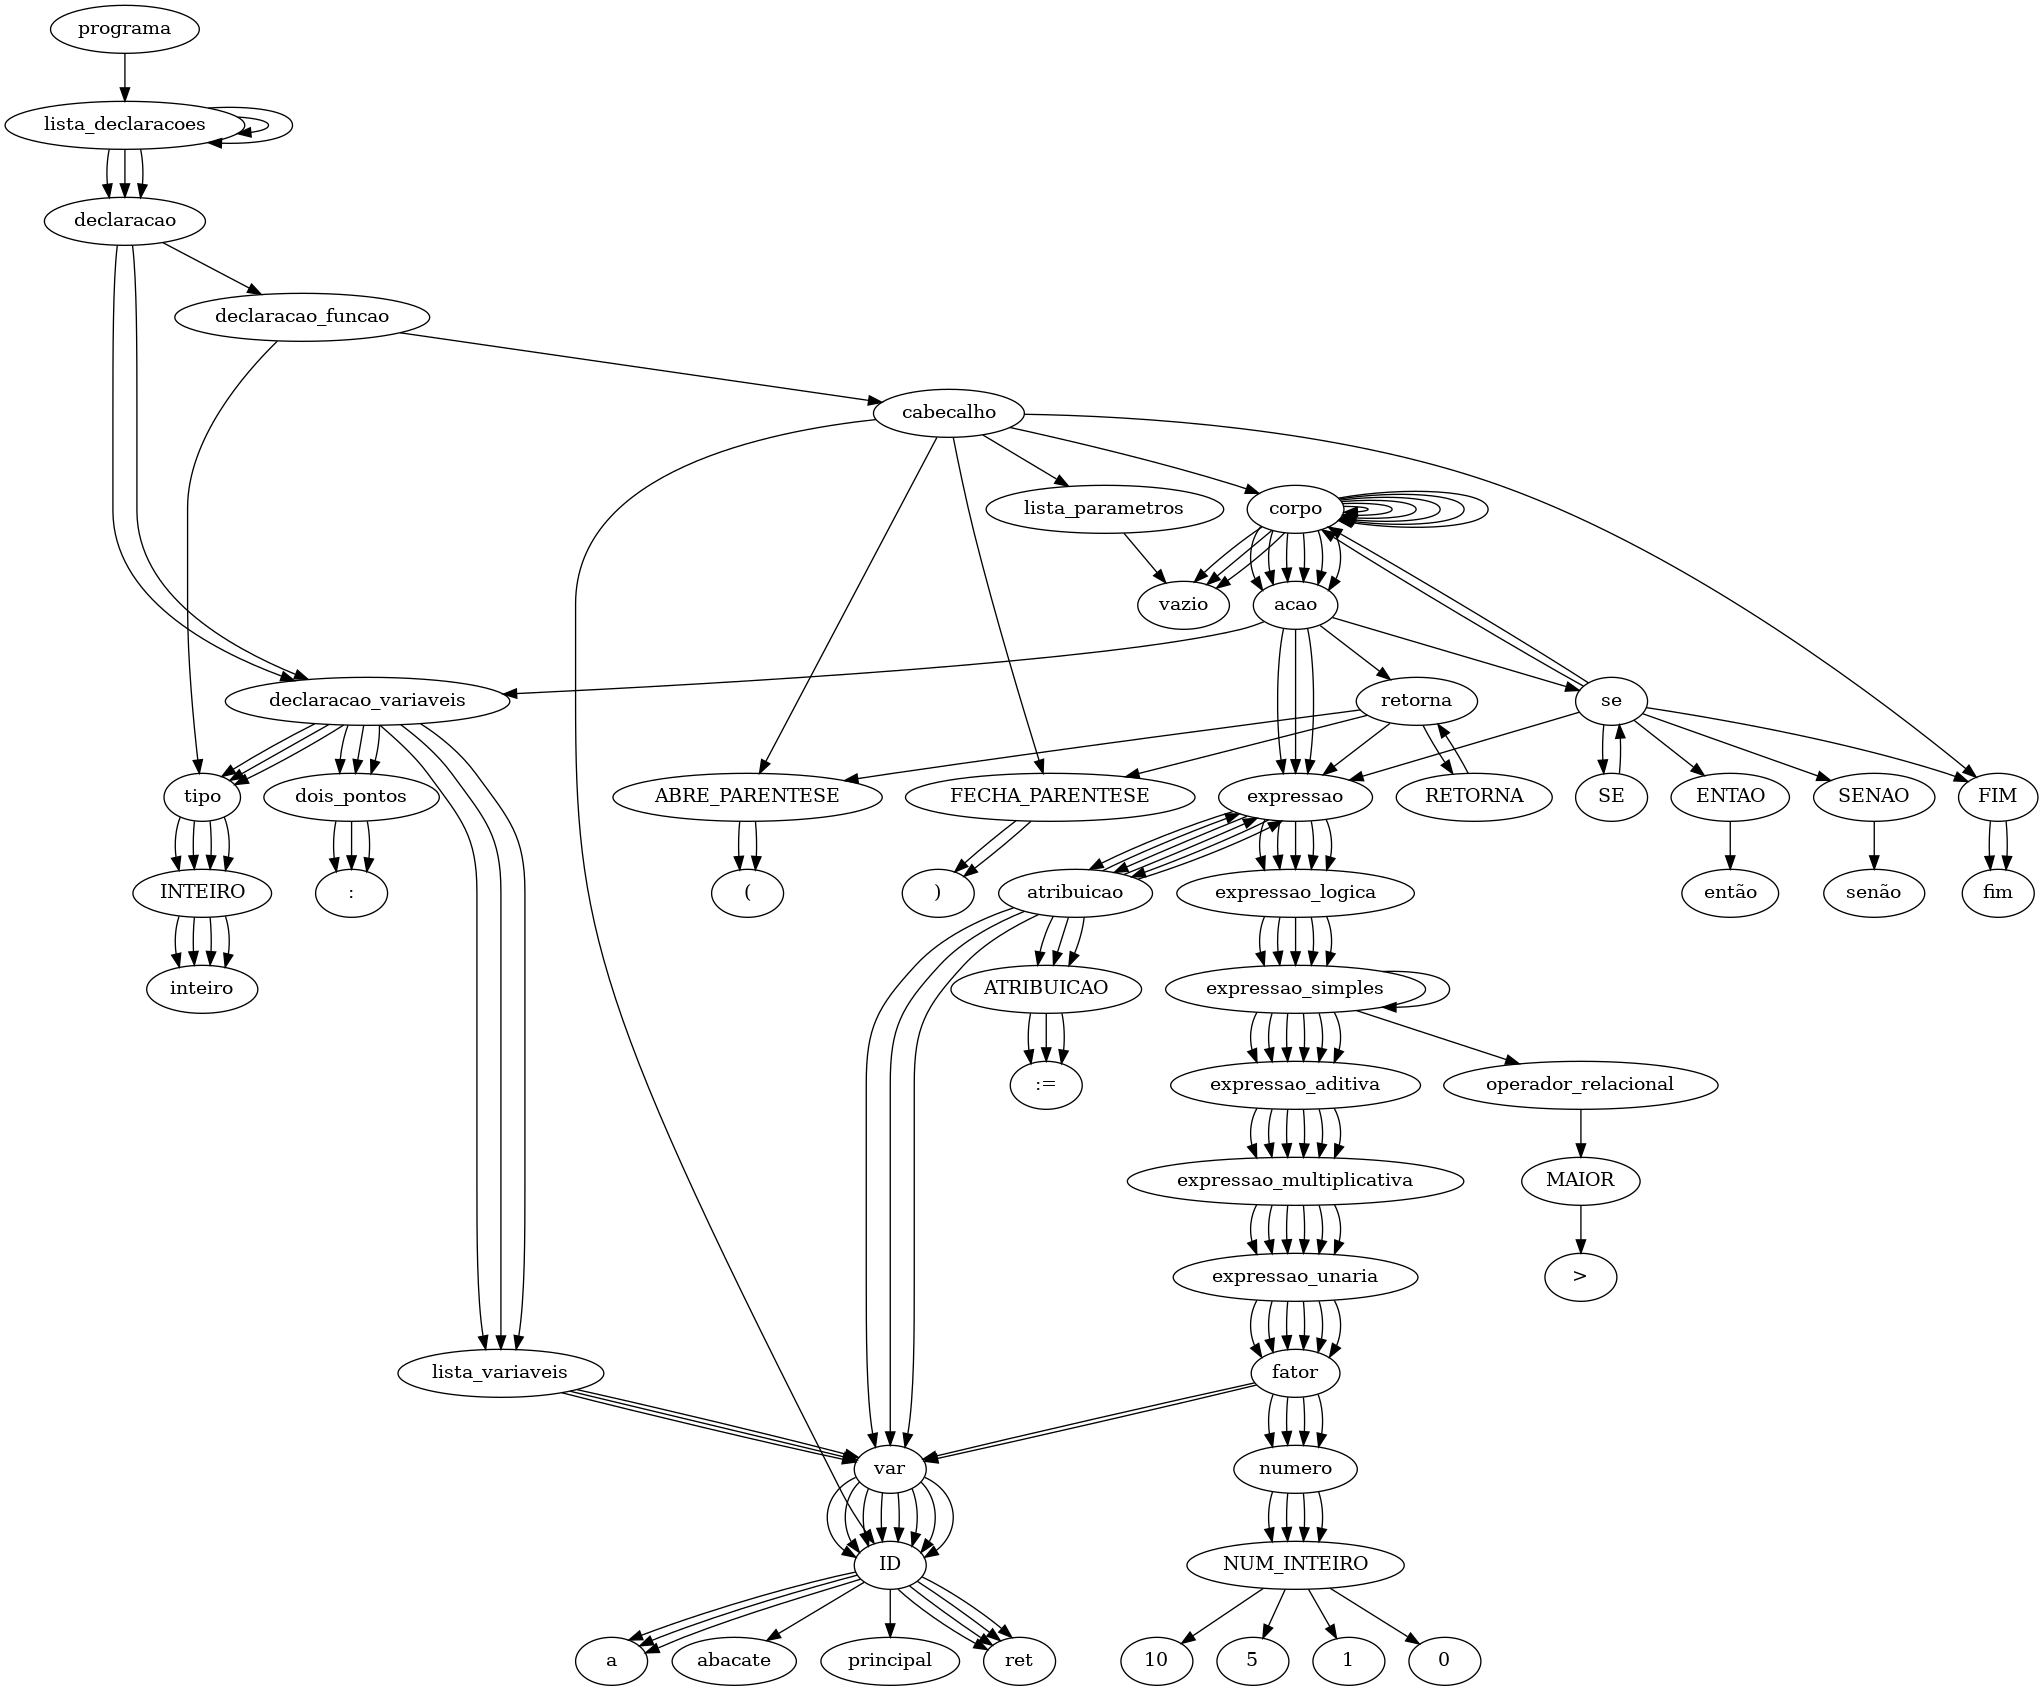 programa
lista_declaracoes
declaracao
declaracao_funcao
cabecalho
lista_parametros
corpo
vazio
acao
declaracao_variaveis
retorna
se
tipo
dois_pontos
ABRE_PARENTESE
FECHA_PARENTESE
expressao
RETORNA
SE
ENTAO
SENAO
FIM
INTEIRO
:
(
)
atribuicao
expressao_logica
então
senão
fim
inteiro
ATRIBUICAO
expressao_simples
:=
expressao_aditiva
operador_relacional
expressao_multiplicativa
MAIOR
expressao_unaria
>
lista_variaveis
fator
var
numero
ID
NUM_INTEIRO
a
abacate
principal
ret
10
5
1
0